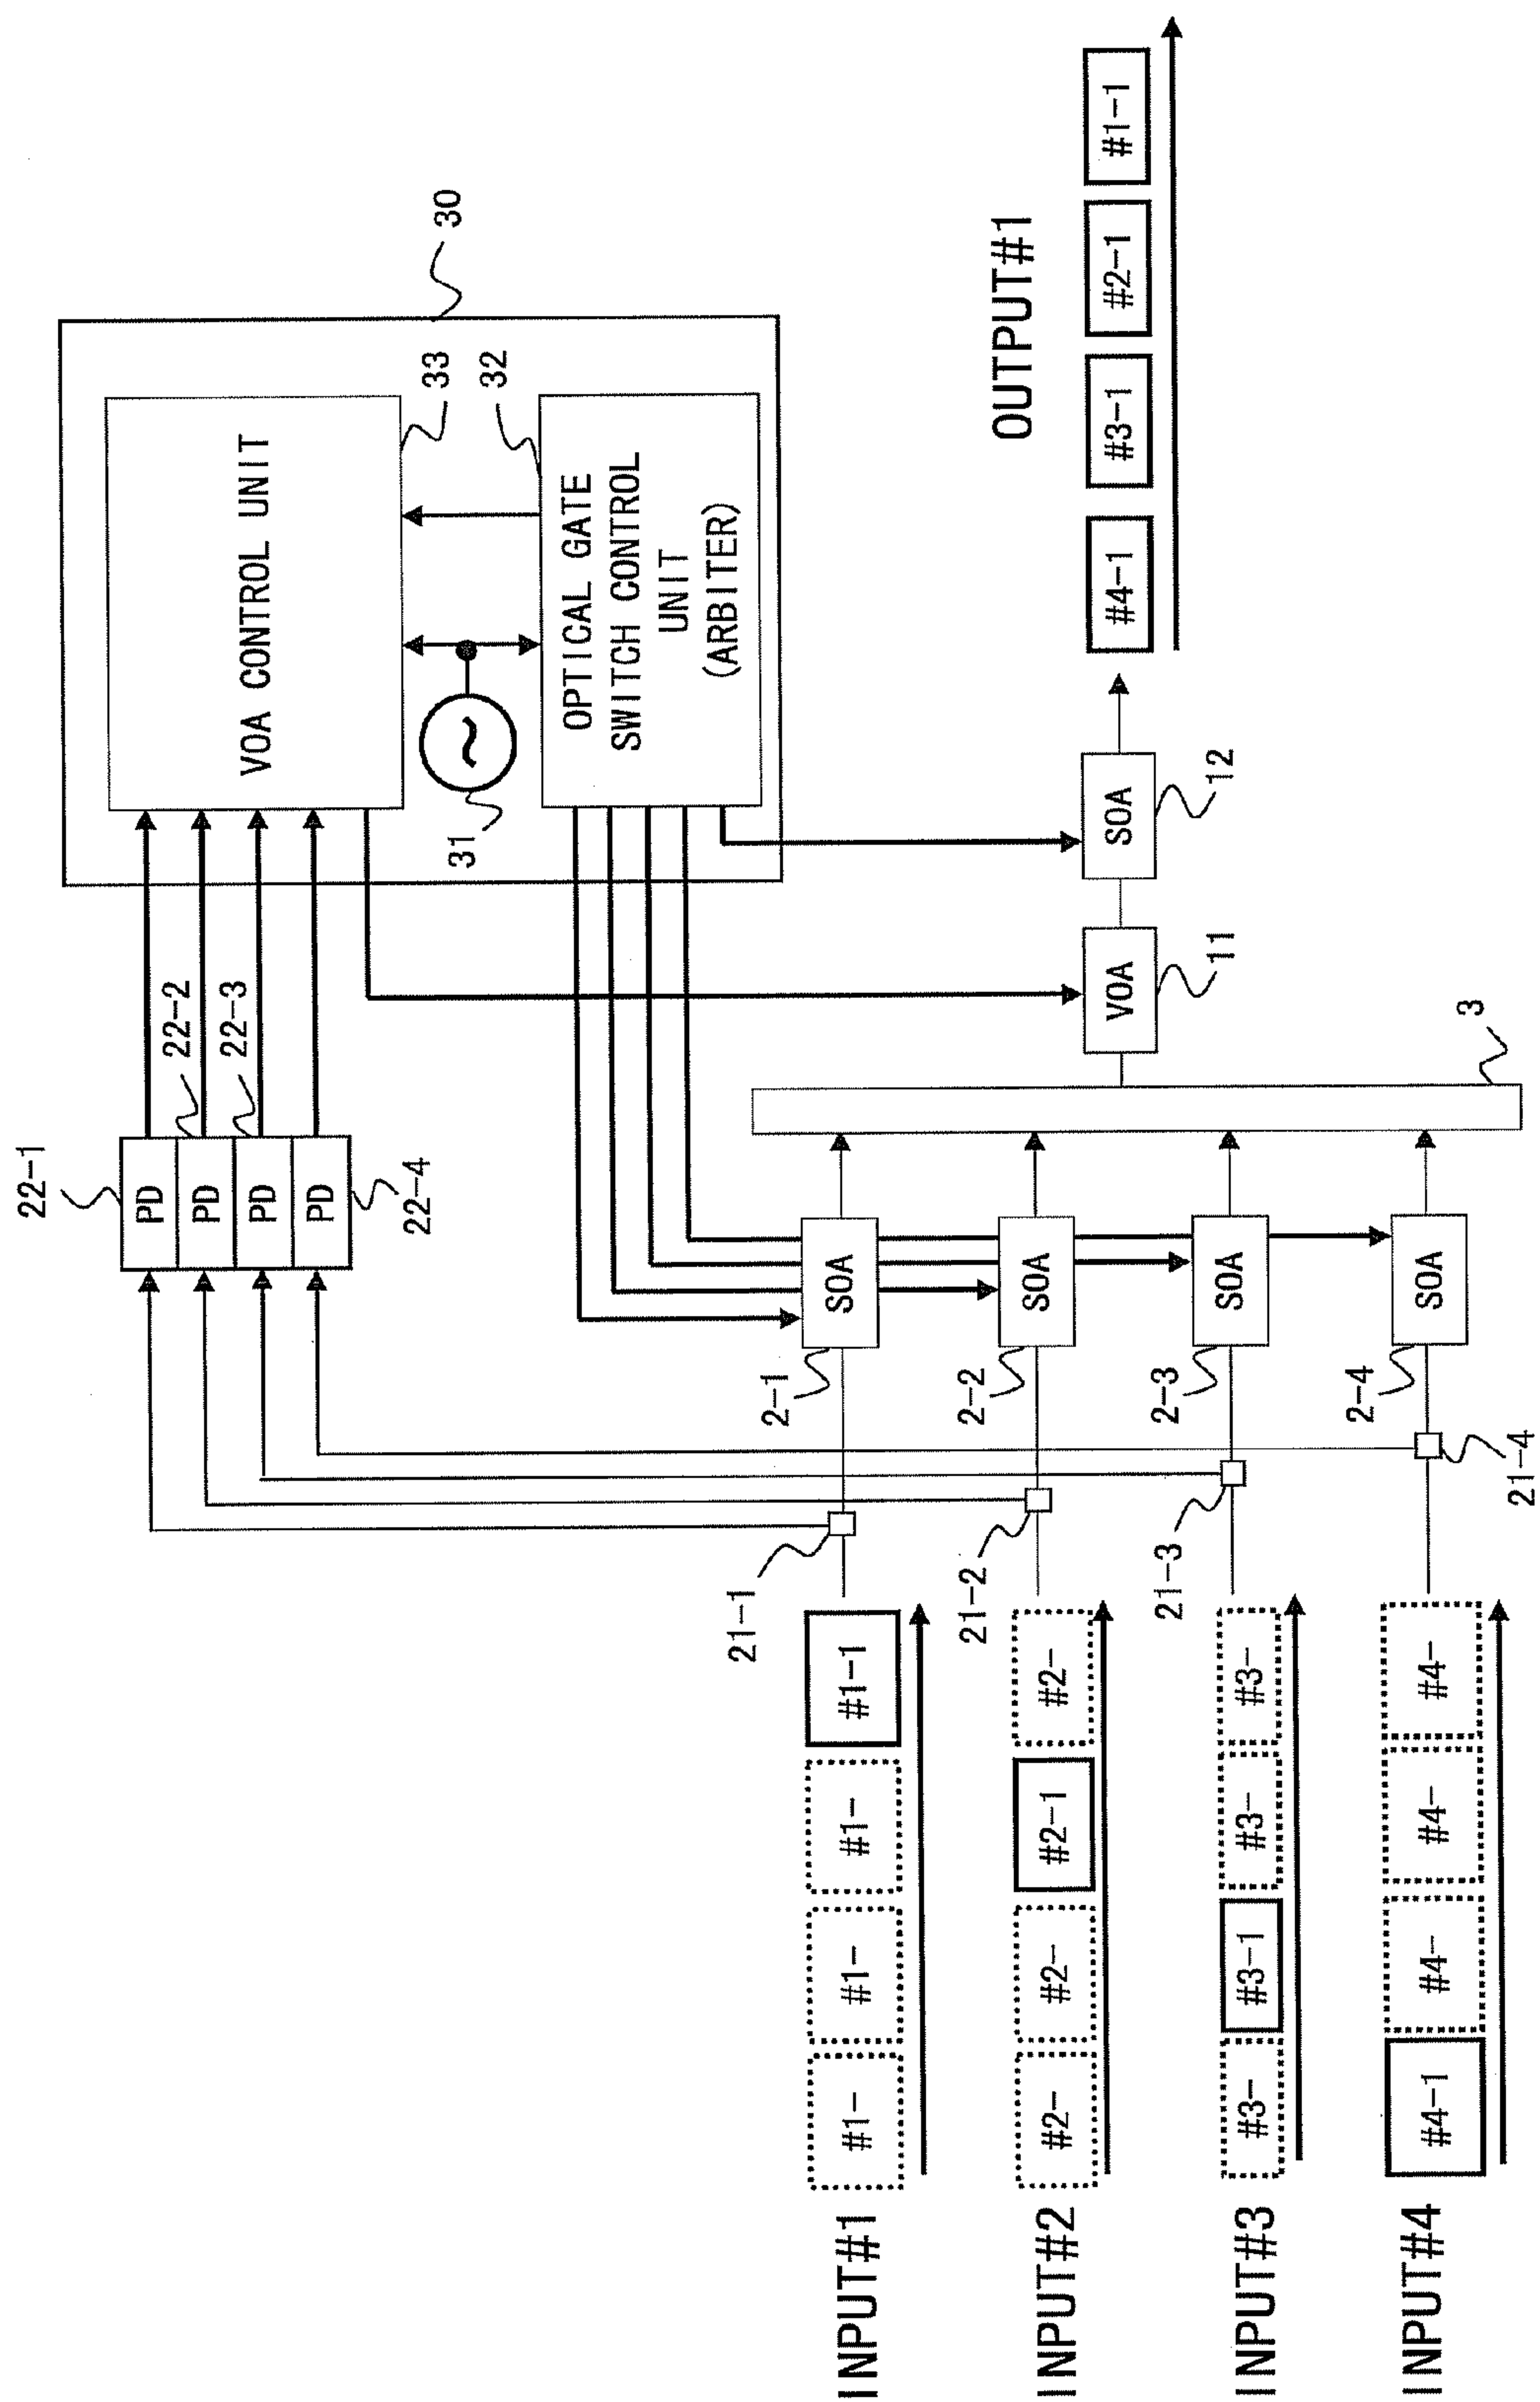 22-1
PD
PD
PD
PD
22-2
22-3
22-4
VOA CONTROL UNIT
33
30
31
32
OPTICAL GATE
SWITCH CONTROL
UNIT
(ARBITER)
INPUT#1
#1-
#1-
#1-
#1-1
21-1
2-1
SOA
INPUT#2
#2-
#2-
#2-1
#2-
21-2
2-2
SOA
INPUT#3
#3-
#3-1
#3-
#3-
21-3
2-3
SOA
INPUT#4
#4-1
#4-
#4-
#4-
21-4
2-4
SOA
3
VOA
11
SOA
12
OUTPUT#1
#4-1
#3-1
#2-1
#1-1